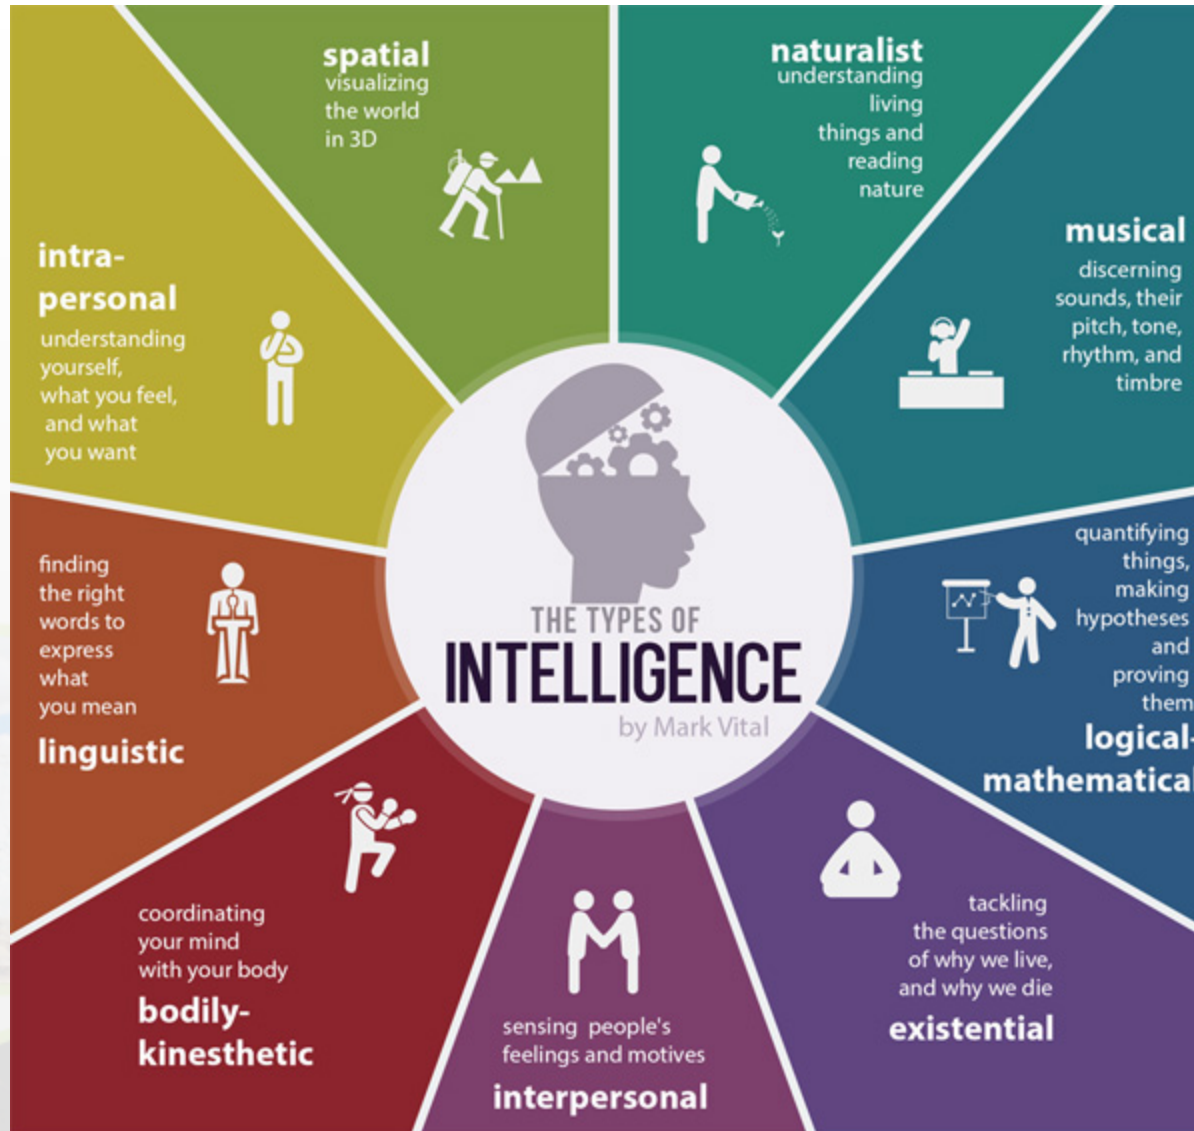 spatial
visualizing
the world
in 3D
naturalist
understanding
living
things and
reading
nature
musical
discerning
sounds, their
pitch, tone,
rhythm, and
timbre
quantifying
things,
making
hypotheses
and
proving
them
logical-
mathematical
tackling
the questions
of why we live,
and why we die
existential
sensing people's
feelings and motives
interpersonal
coordinating
your mind
with your body
bodily-
kinesthetic
finding
the right
words to
express
what
you mean
linguistic
intra-
personal
understanding
yourself,
what you feel,
and what
you want
THE TYPES OF
INTELLIGENCE
by Mark Vital